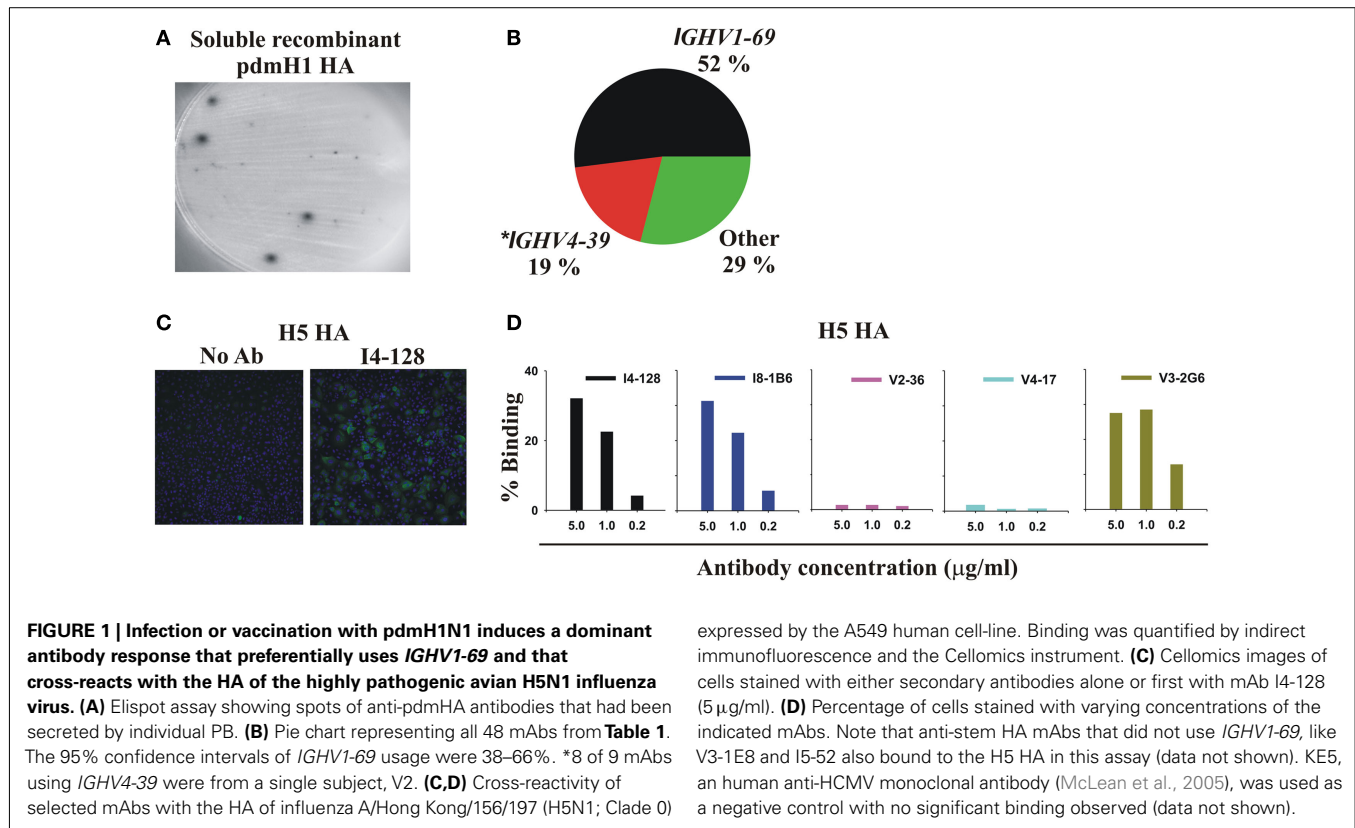 A Soluble recombinant
pdmH1 HA
B
IGHV1-69
52 %
*IGHV4-39
19 %
Other
29 %
C
H5 HA
No Ab I4-128
D
H5 HA
I4-128 I8-1B6 V2-36 V4-17 V3-2G6
% Binding
40
20
0
5.0 1.0 0.2 5.0 1.0 0.2 5.0 1.0 0.2 5.0 1.0 0.2 5.0 1.0 0.2
Antibody concentration (μg/ml)
FIGURE 1 | Infection or vaccination with pdmH1N1 induces a dominant
antibody response that preferentially uses IGHV1-69 and that
cross-reacts with the HA of the highly pathogenic avian H5N1 influenza
virus. (A) Elispot assay showing spots of anti-pdmHA antibodies that had been
secreted by individual PB. (B) Pie chart representing all 48 mAbs from Table 1.
The 95% confidence intervals of IGHV1-69 usage were 38–66%. *8 of 9 mAbs
using IGHV4-39 were from a single subject, V2. (C,D) Cross-reactivity of
selected mAbs with the HA of influenza A/Hong Kong/156/197 (H5N1; Clade 0)
expressed by the A549 human cell-line. Binding was quantified by indirect
immunofluorescence and the Cellomics instrument. (C) Cellomics images of
cells stained with either secondary antibodies alone or first with mAb I4-128
(5 μg/ml). (D) Percentage of cells stained with varying concentrations of the
indicated mAbs. Note that anti-stem HA mAbs that did not use IGHV1-69, like
V3-1E8 and I5-52 also bound to the H5 HA in this assay (data not shown). KE5,
an human anti-HCMV monoclonal antibody (McLean et al., 2005), was used as
a negative control with no significant binding observed (data not shown).